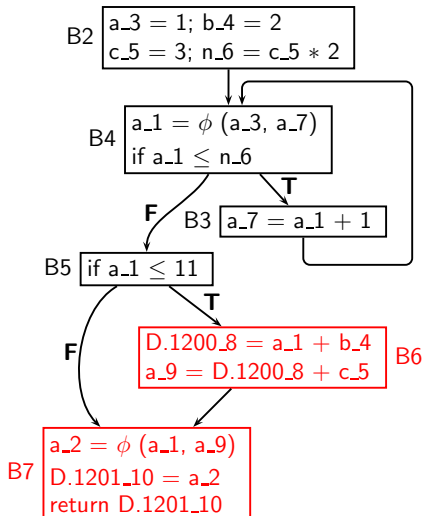 B2
a_3 = 1; b_4 = 2
c_5 = 3; n_6 = c_5 * 2
B4
a_1 = ϕ (a_3, a_7)
if a_1 ≤ n_6
F
T
B3
a_7 = a_1 + 1
B5
if a_1 ≤ 11
F
T
D.1200_8 = a_1 + b_4
a_9 = D.1200_8 + c_5
B6
B7
a_2 = ϕ (a_1, a_9)
D.1201_10 = a_2
return D.1201_10